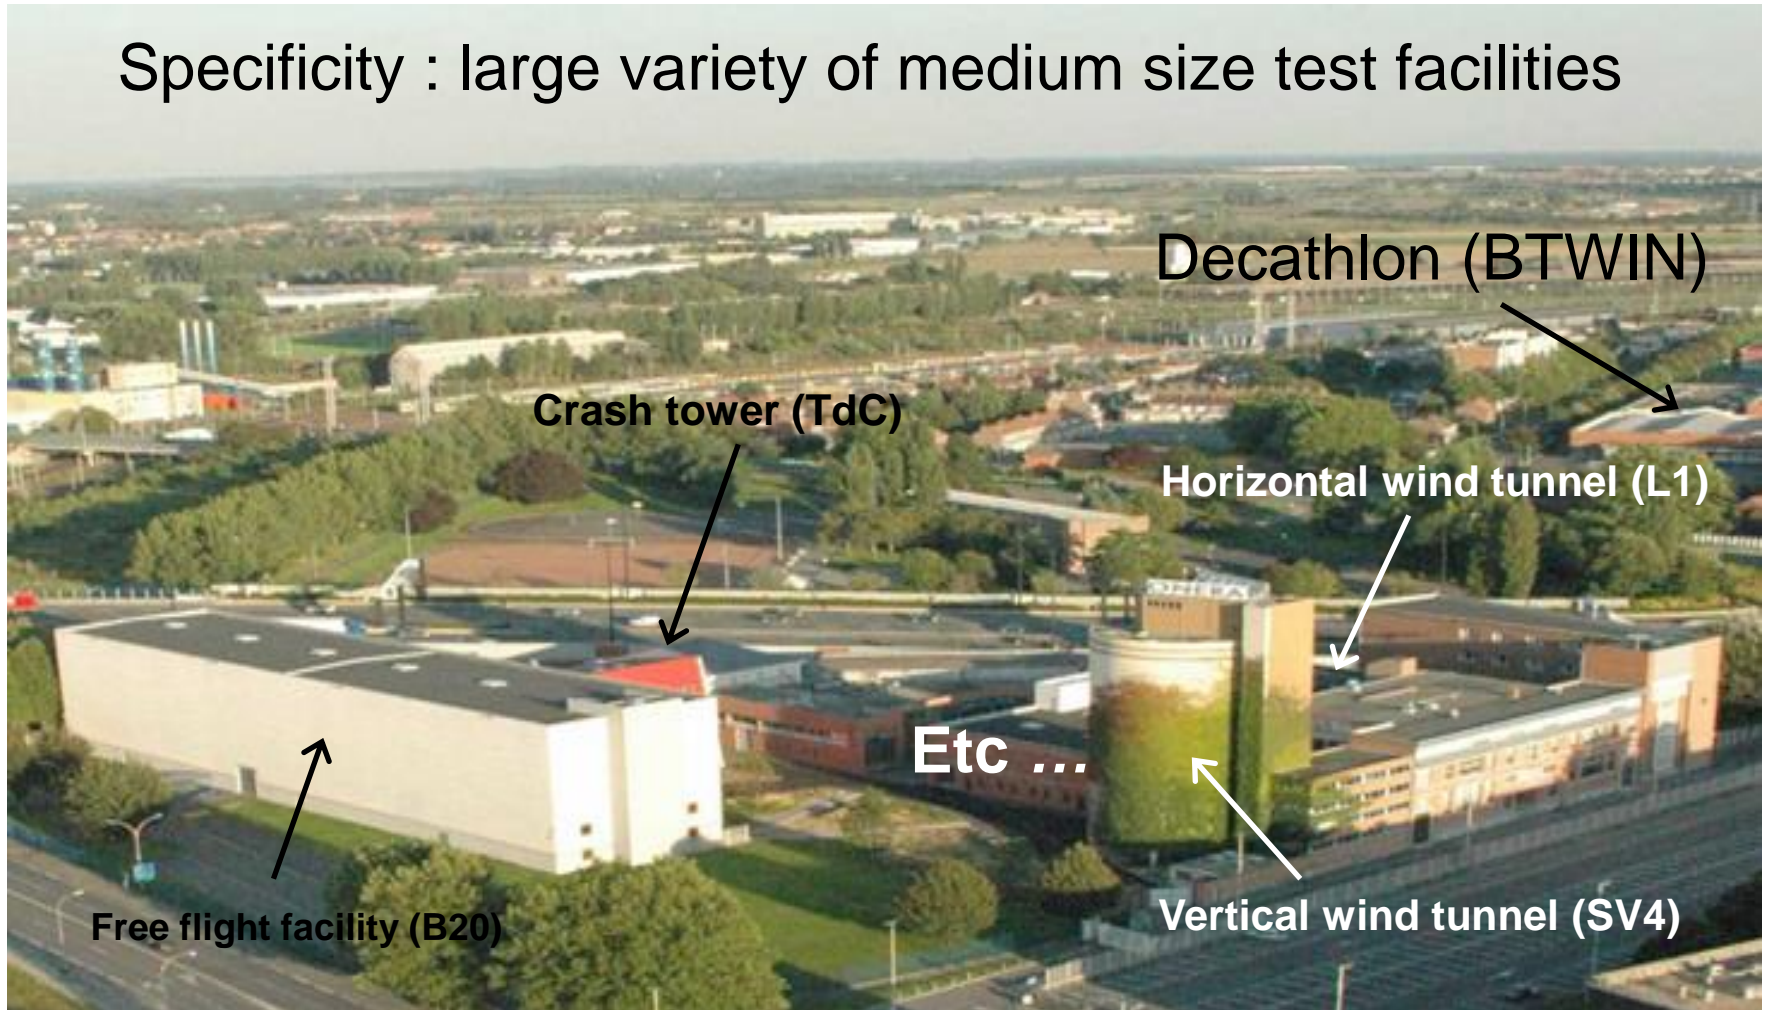 Specificity : large variety of medium size test facilities
Decathlon (BTWIN)
Crash tower (TdC)
Horizontal wind tunnel (L1)
ONERA
Etc …
Free flight facility (B20)
Vertical wind tunnel (SV4)